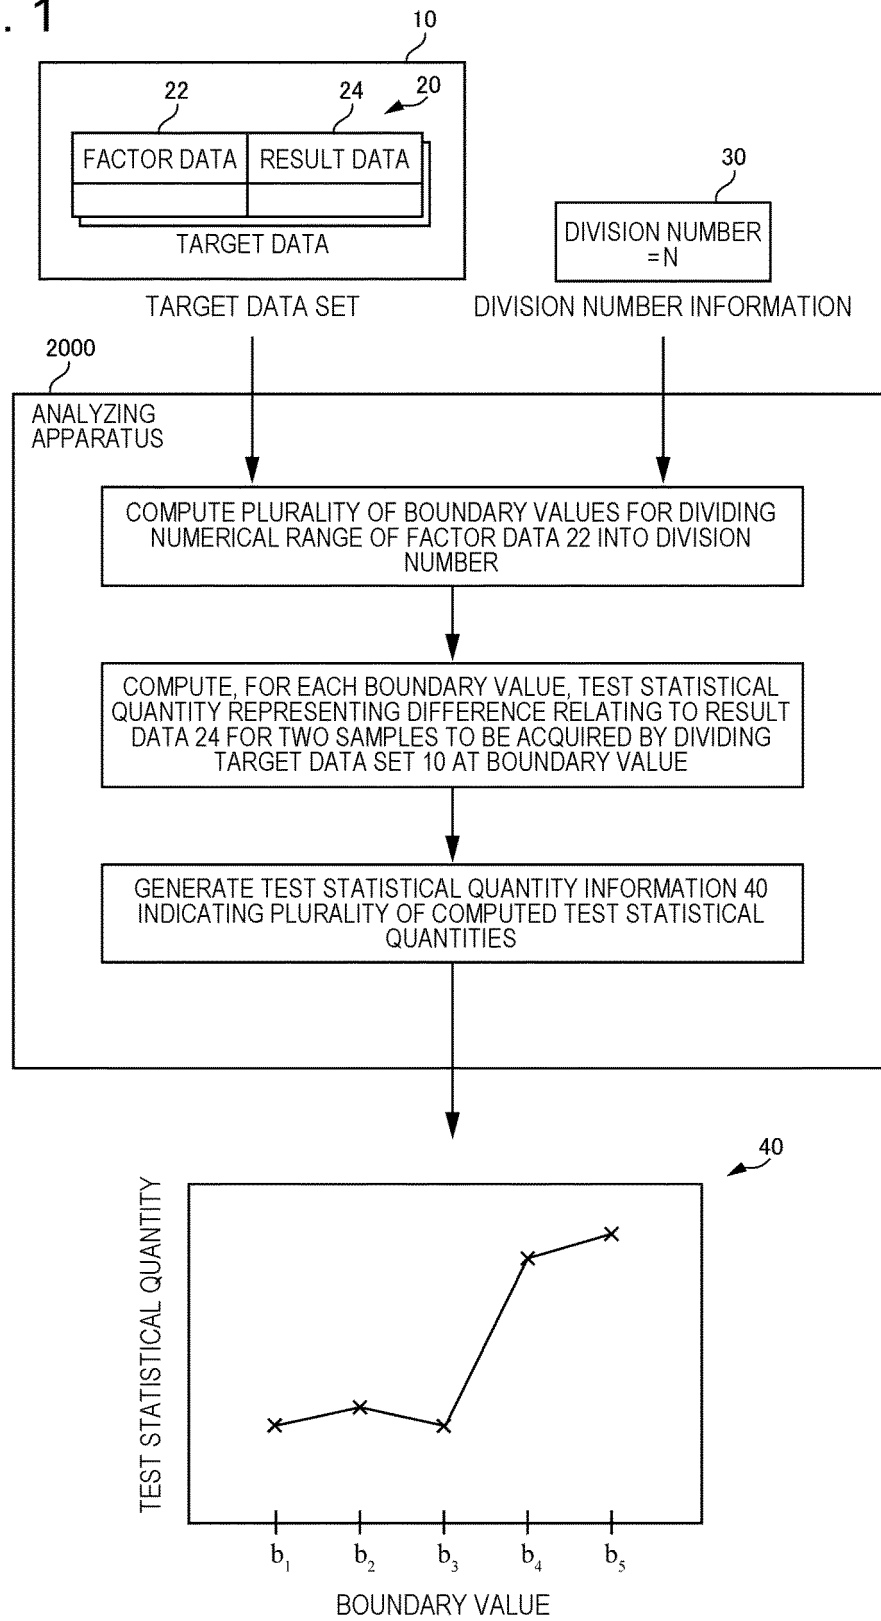 . 1
10
22
24
20
FACTOR DATA
RESULT DATA
TARGET DATA
TARGET DATA SET
30
DIVISION NUMBER
=N
DIVISION NUMBER INFORMATION
2000
ANALYZING
APPARATUS
COMPUTE PLURALITY OF BOUNDARY VALUES FOR DIVIDING
NUMERICAL RANGE OF FACTOR DATA 22 INTO DIVISION
NUMBER
COMPUTE, FOR EACH BOUNDARY VALUE, TEST STATISTICAL
QUANTITY REPRESENTING DIFFERENCE RELATING TO RESULT
DATA 24 FOR TWO SAMPLES TO BE ACQUIRED BY DIVIDING
TARGET DATA SET 10 AT BOUNDARY VALUE
GENERATE TEST STATISTICAL QUANTITY INFORMATION 40
INDICATING PLURALITY OF COMPUTED TEST STATISTICAL
QUANTITIES
40
TEST STATISTICAL QUANTITY
b1 b2 b3 b4 b5
BOUNDARY VALUE